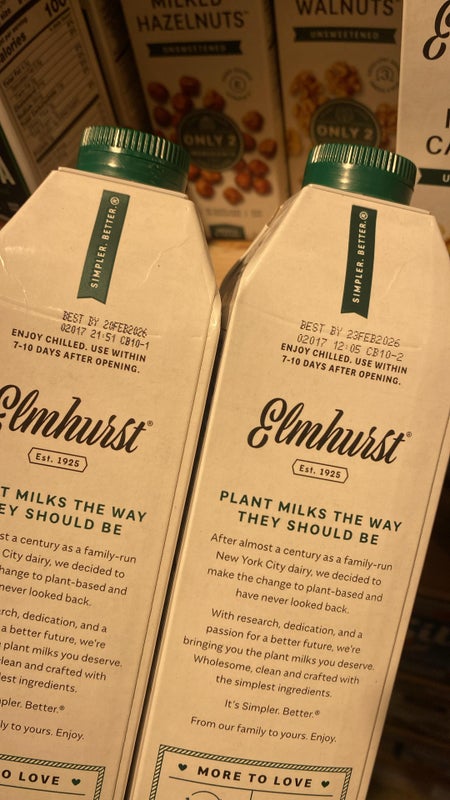 100
calories
MILKED
HAZELNUTS™
UNSWEETENED
ONLY 2
WALNUTS™
UNSWEETENED
ONLY 2
SIMPLER. BETTER.®
BEST BY 20FEB2026
02017 21:51 CB10-1
ENJOY CHILLED. USE WITHIN
7-10 DAYS AFTER OPENING.
Elmhurst®
Est. 1925
MILKS THE WAY
SHOULD BE
a century as a family-run
City dairy, we decided to
change to plant-based and
never looked back.
dedication, and a
a better future, we're
plant milks you deserve.
clean and crafted with
ingredients.
Better.®
to yours. Enjoy.
TO LOVE
SIMPLER. BETTER.®
BEST BY 23FEB2026
02017 12:05 CB10-2
ENJOY CHILLED. USE WITHIN
7-10 DAYS AFTER OPENING.
Elmhurst®
Est. 1925
PLANT MILKS THE WAY
THEY SHOULD BE
After almost a century as a family-run
New York City dairy, we decided to
make the change to plant-based and
have never looked back.
With research, dedication, and a
passion for a better future, we're
bringing you the plant milks you deserve.
Wholesome, clean and crafted with
the simplest ingredients.
It's Simpler. Better.®
From our family to yours. Enjoy.
MORE TO LOVE